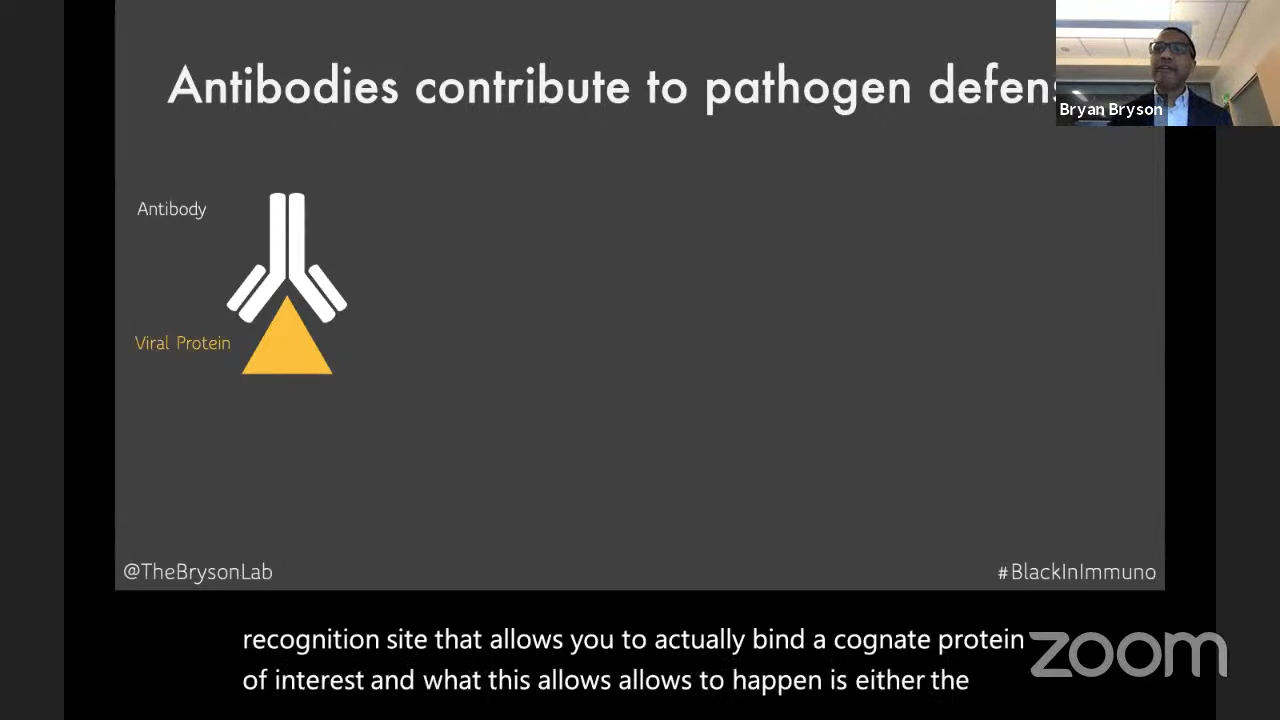 Antibodies contribute to pathogen defens
Bryan Bryson
Antibody
Viral Protein
@TheBrysonLab
#BlackInImmuno
recognition site that allows you to actually bind a cognate protein
of interest and what this allows allows to happen is either the
zoom